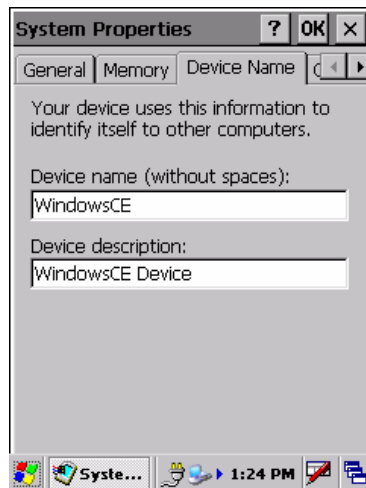 System Properties ? OK ×
General Memory Device Name
Your device uses this information to
identify itself to other computers.
Device name (without spaces):
WindowsCE
Device description:
WindowsCE Device
Syste... 1:24 PM